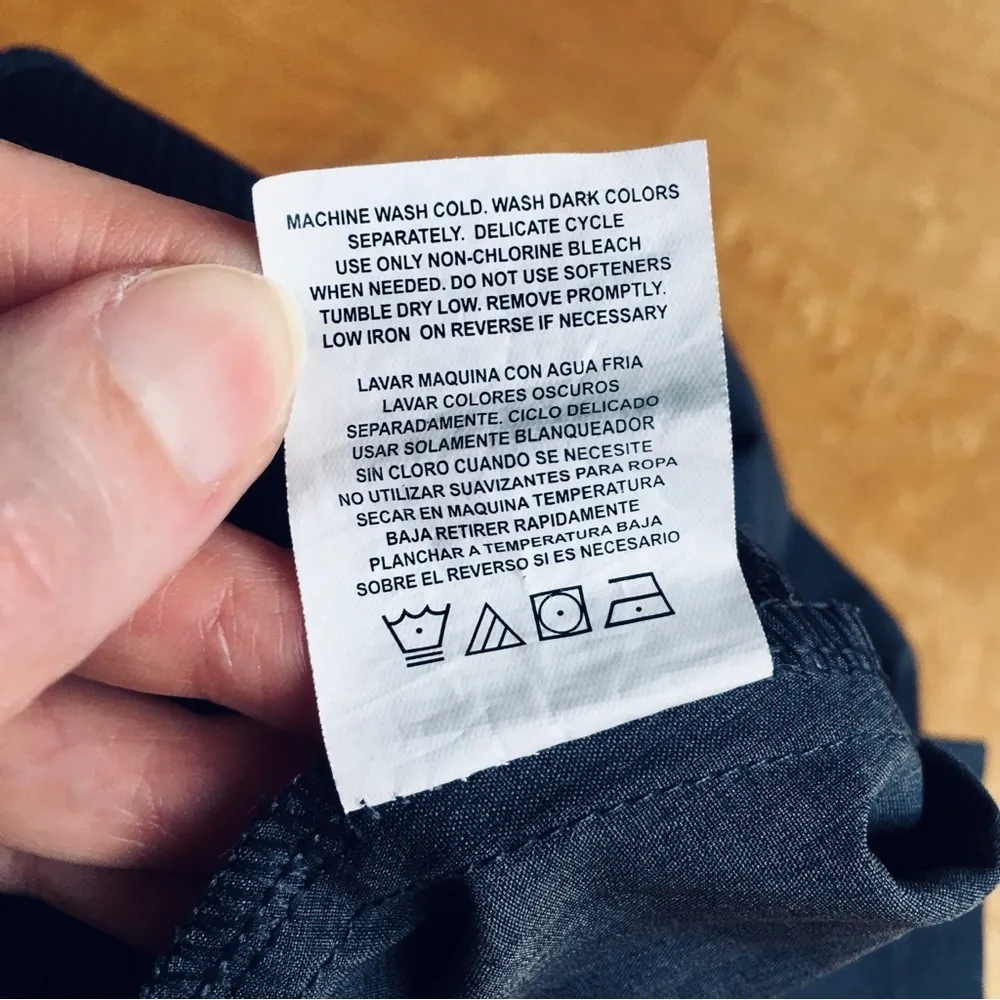 MACHINE WASH COLD. WASH DARK COLORS
SEPARATELY. DELICATE CYCLE
USE ONLY NON-CHLORINE BLEACH
WHEN NEEDED. DO NOT USE SOFTENERS
TUMBLE DRY LOW. REMOVE PROMPTLY.
LOW IRON ON REVERSE IF NECESSARY
LAVAR MAQUINA CON AGUA FRIA
LAVAR COLORES OSCUROS
SEPARADAMENTE. CICLO DELICADO
USAR SOLAMENTE BLANQUEADOR
SIN CLORO CUANDO SE NECESITE
NO UTILIZAR SUAVIZANTES PARA ROPA
SECAR EN MAQUINA TEMPERATURA
BAJA RETIRER RAPIDAMENTE
PLANCHAR A TEMPERATURA BAJA
SOBRE EL REVERSO SI ES NECESARIO